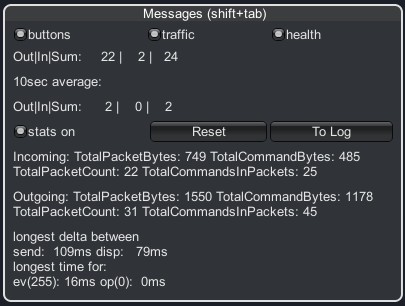 Messages (shift+tab)
buttons traffic health
Out|In|Sum: 22 | 2 | 24
10sec average:
Out|In|Sum: 2 | 0 | 2
stats on Reset To Log
Incoming: TotalPacketBytes: 749 TotalCommandBytes: 485
TotalPacketCount: 22 TotalCommandsInPackets: 25
Outgoing: TotalPacketBytes: 1550 TotalCommandBytes: 1178
TotalPacketCount: 31 TotalCommandsInPackets: 45
longest delta between
send: 109ms disp: 79ms
longest time for:
ev(255): 16ms op(0): 0ms